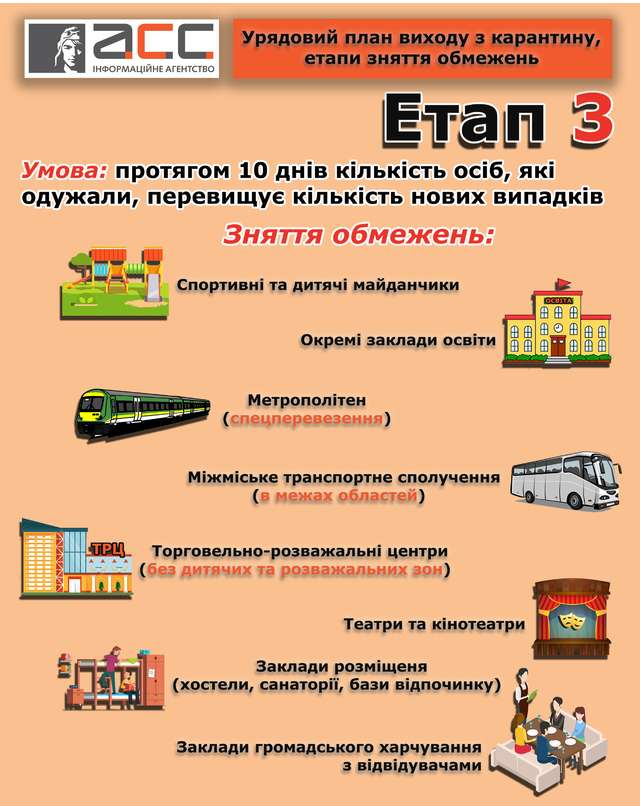 АСС
ІНФОРМАЦІЙНЕ АГЕНТСТВО
Урядовий план виходу з карантину,
етапи зняття обмежень
Етап 3
Умова: протягом 10 днів кількість осіб, які
одужали, перевищує кількість нових випадків
Зняття обмежень:
Спортивні та дитячі майданчики
ОСВІТА
Окремі заклади освіти
Метрополітен
(спецперевезення)
Міжміське транспортне сполучення
(в межах областей)
ТРЦ
Торговельно-розважальні центри
(без дитячих та розважальних зон)
Театри та кінотеатри
Заклади розміщеня
(хостели, санаторії, бази відпочинку)
Заклади громадського харчування
з відвідувачами